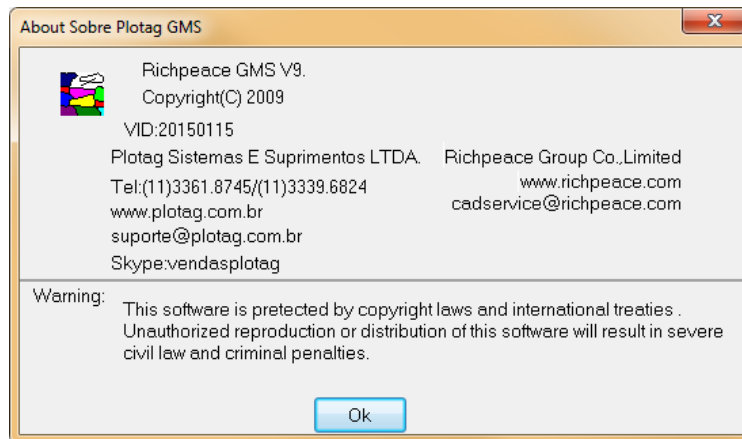 About Sobre Plotag GMS
Richpeace GMS V9.
Copyright(C) 2009
VID:20150115
Plotag Sistemas E Suprimentos LTDA.
Tel:(11)3361.8745/(11)3339.6824
www.plotag.com.br
suporte@plotag.com.br
Skype:vendasplotag
Richpeace Group Co.,Limited
www.richpeace.com
cadservice@richpeace.com
Warning:
This software is pretected by copyright laws and international treaties .
Unauthorized reproduction or distribution of this software will result in severe
civil law and criminal penalties.
Ok